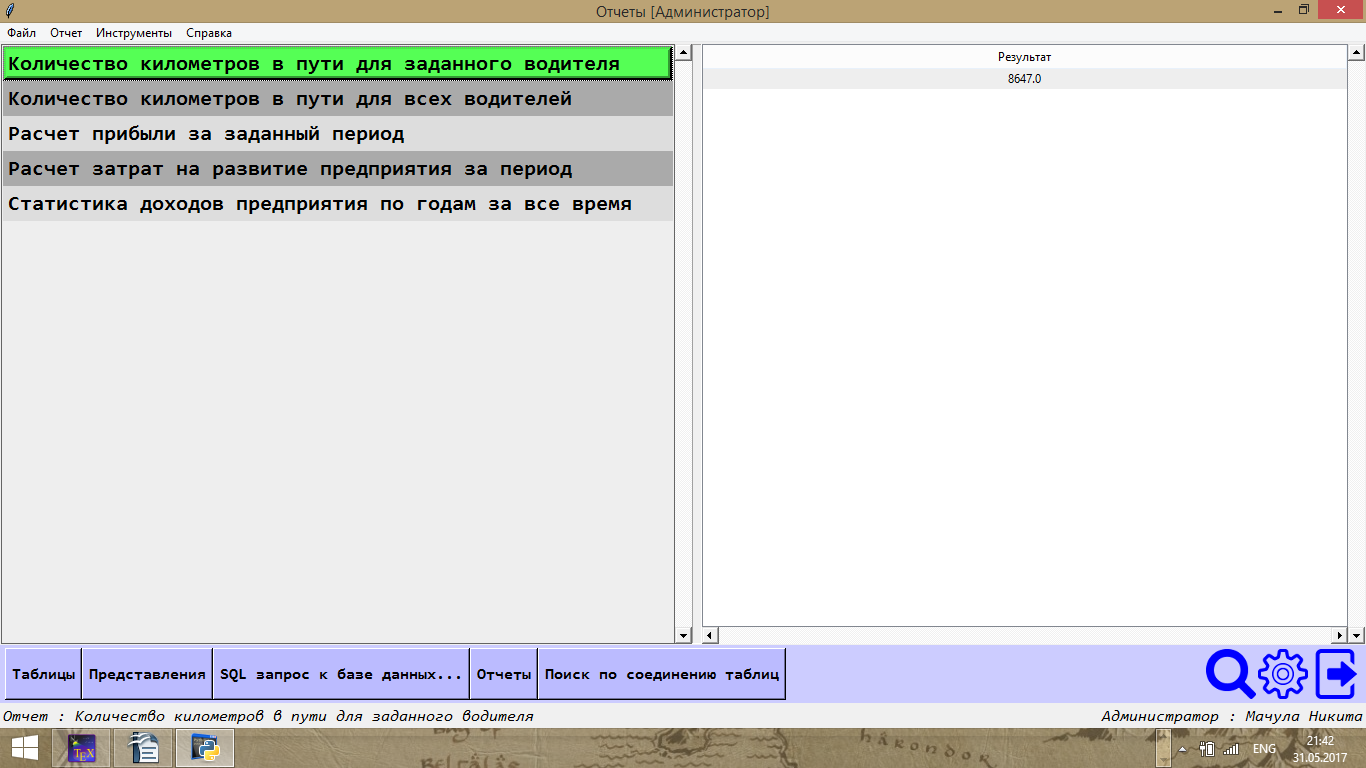 Отчеты [Администратор]
Файл Отчет Инструменты Справка
Количество километров в пути для заданного водителя
Количество километров в пути для всех водителей
Расчет прибыли за заданный период
Расчет затрат на развитие предприятия за период
Статистика доходов предприятия по годам за все время
Результат
8647.0
Таблицы Представления SQL запрос к базе данных... Отчеты Поиск по соединению таблиц
Отчет : Количество километров в пути для заданного водителя
Администратор : Мачула Никита
TEX
håkondor
ENG
21:42
31.05.2017